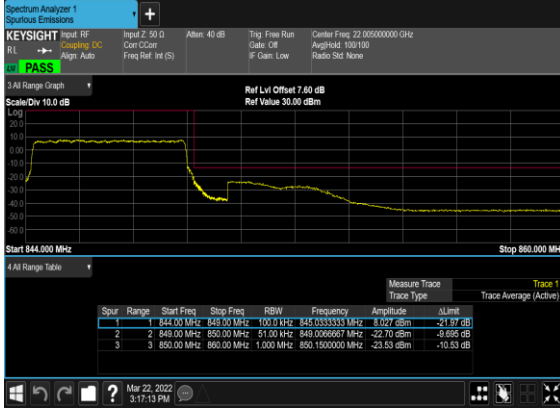 Spectrum Analyzer 1
Spurious Emissions
+
KEYSIGHT Input: RF Input Z: 50 Ω Atten: 40 dB Trig: Free Run Center Freq: 22.005000000 GHz
RL Coupling: DC Corr CCorr Gate: Off Avg|Hold: 100/100
Align: Auto Freq Ref: Int (S) IF Gain: Low Radio Std: None
PASS
3 All Range Graph
Ref Lvl Offset 7.60 dB
Scale/Div 10.0 dB Ref Value 30.00 dBm
Log
20.0
10.0
0.00
-10.0
-20.0
-30.0
-40.0
-50.0
-60.0
Start 844.000 MHz Stop 860.000 MH
4 All Range Table
Measure Trace Trace 1
Trace Type Trace Average (Active)
Spur Range Start Freq Stop Freq RBW Frequency Amplitude ΔLimit
1 1 844.00 MHz 849.00 MHz 100.0 kHz 845.0333333 MHz 8.027 dBm -21.97 dB
2 2 849.00 MHz 850.00 MHz 51.00 kHz 849.0066667 MHz -22.70 dBm -9.695 dB
3 3 850.00 MHz 860.00 MHz 1.000 MHz 850.1500000 MHz -23.53 dBm -10.53 dB
? Mar 22, 2022
3:17:13 PM